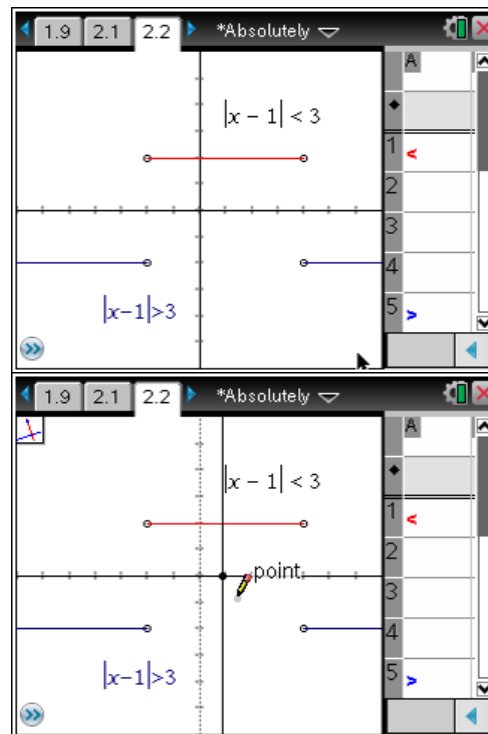 1.9 2.1 2.2 *Absolutely
A
|x − 1| < 3
1 <
2
3
4
|x−1|>3
5 >
1.9 2.1 2.2 *Absolutely
A
|x − 1| < 3
1 <
2
point
3
4
|x−1|>3
5 >